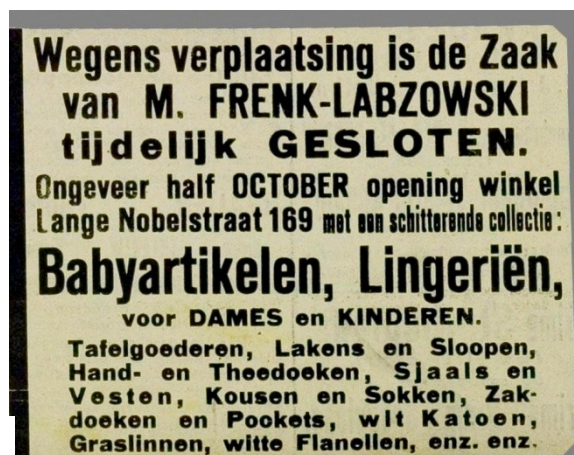 Wegens verplaatsing is de Zaak
van M. FRENK-LABZOWSKI
tijdelijk GESLOTEN.
Ongeveer half OCTOBER opening winkel
Lange Nobelstraat 169 met een schitterende collectie:
Babyartikelen, Lingeriën,
voor DAMES en KINDEREN.
Tafelgoederen, Lakens en Sloopen,
Hand- en Theedoeken, Sjaals en
Vesten, Kousen en Sokken, Zak-
doeken en Pockets, wit Katoen,
Graslinnen, witte Flanellen, enz. enz.